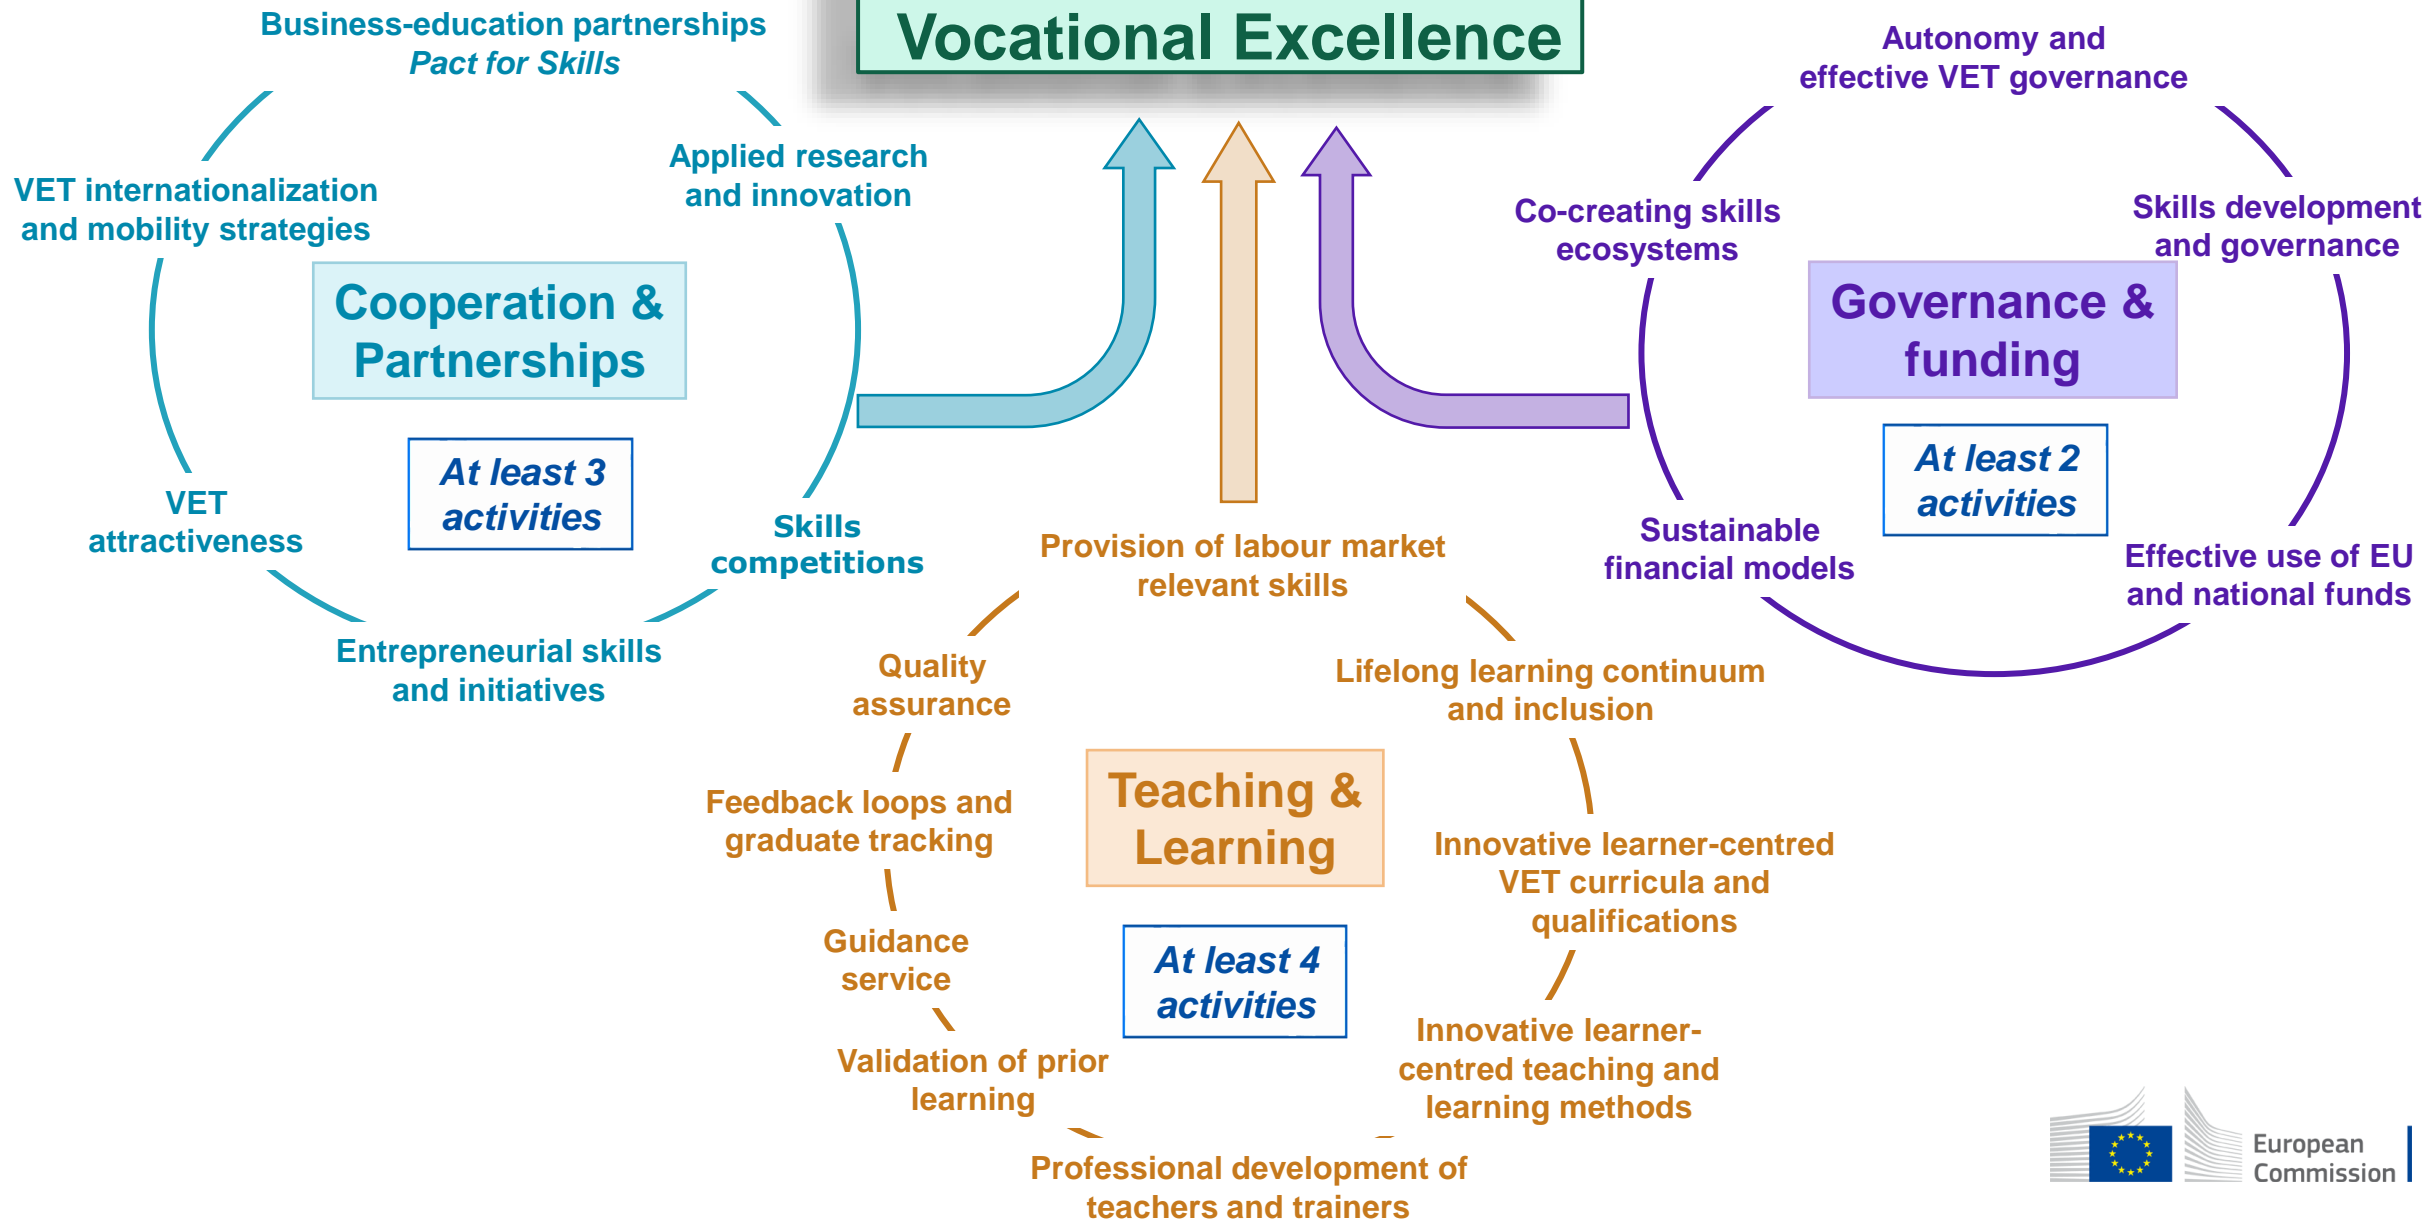 Vocational Excellence
Business-education partnerships
Pact for Skills
Applied research
and innovation
VET internationalization
and mobility strategies
Cooperation &
Partnerships
At least 3
activities
VET
attractiveness
Skills
competitions
Entrepreneurial skills
and initiatives
Autonomy and
effective VET governance
Co-creating skills
ecosystems
Skills development
and governance
Governance &
funding
At least 2
activities
Sustainable
financial models
Effective use of EU
and national funds
Provision of labour market
relevant skills
Quality
assurance
Lifelong learning continuum
and inclusion
Feedback loops and
graduate tracking
Teaching &
Learning
Innovative learner-centred
VET curricula and
qualifications
Guidance
service
At least 4
activities
Validation of prior
learning
Innovative learner-
centred teaching and
learning methods
Professional development of
teachers and trainers
European
Commission